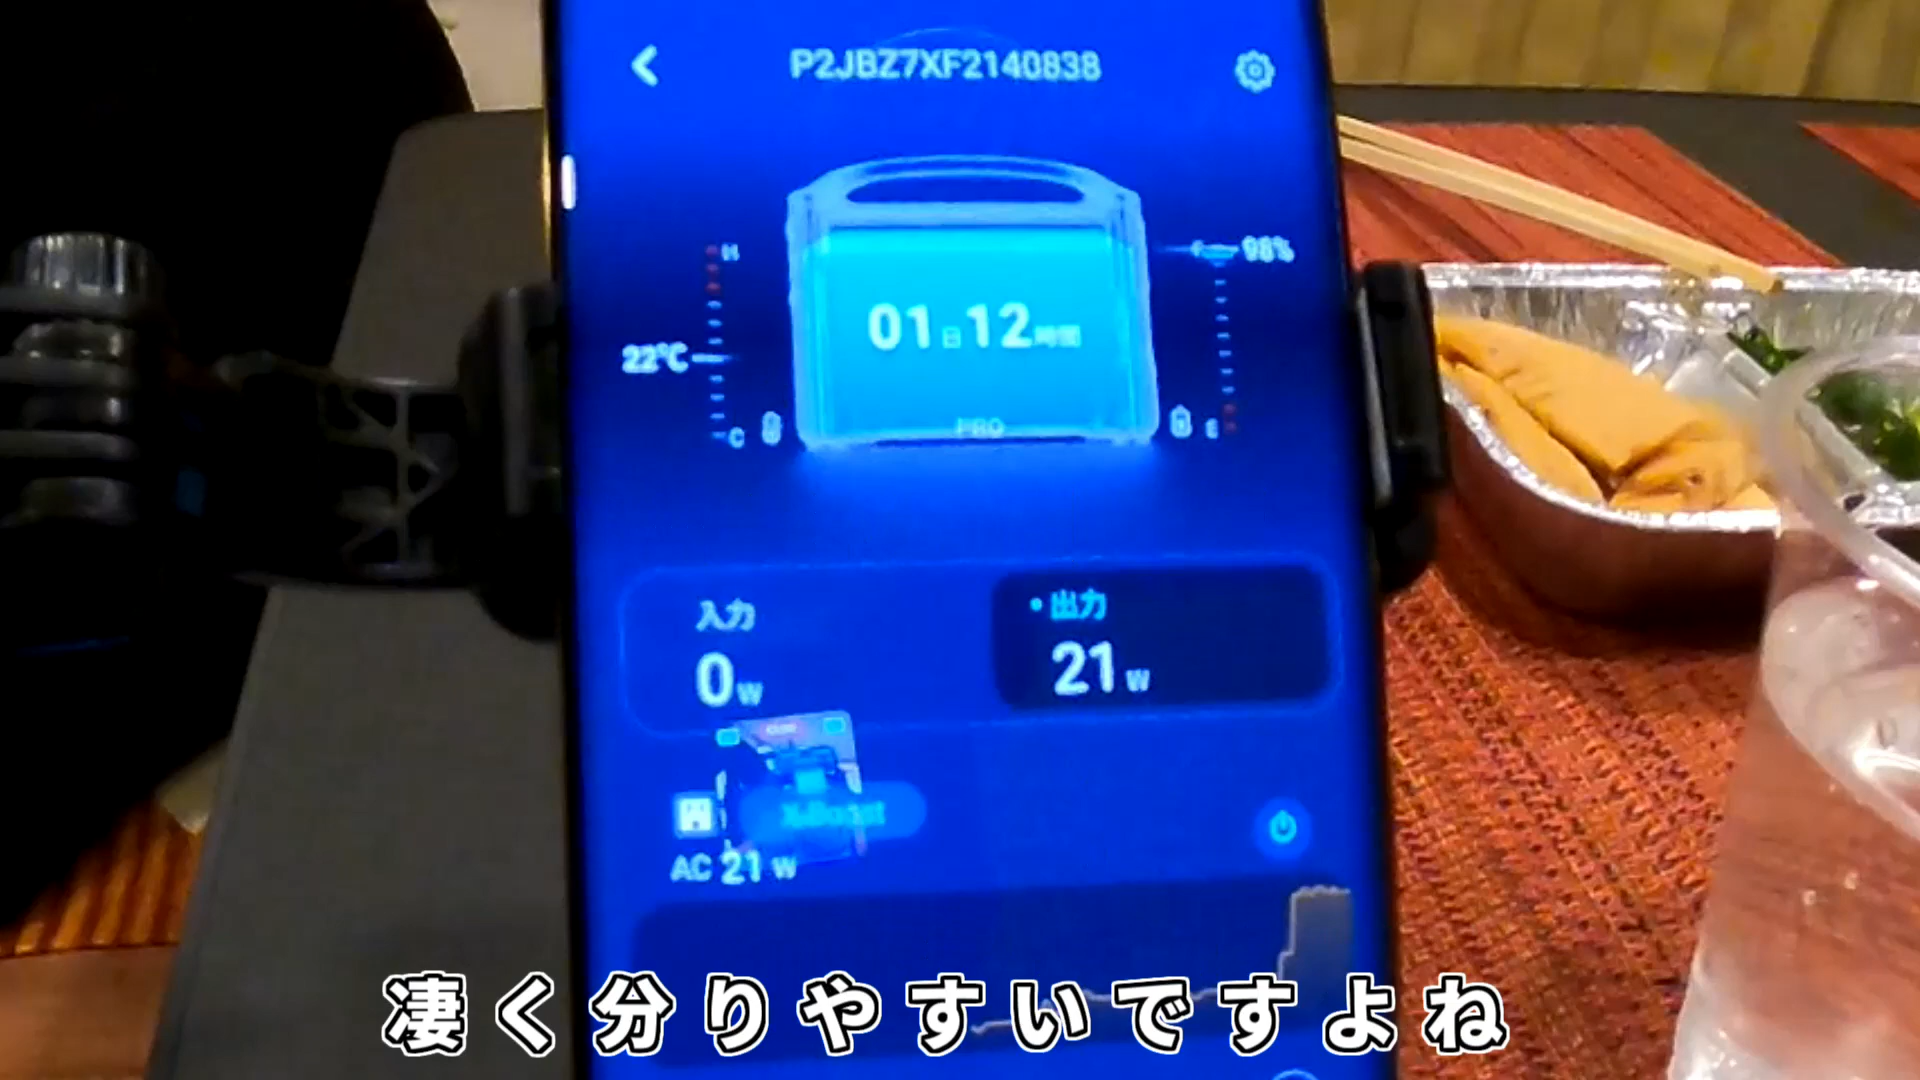 P2JBZ7XF2140838
H
98%
01日12時間
22℃
C
E
PRO
入力
出力
0W
21W
X-Boost
AC 21 W
凄く分りやすいですよね